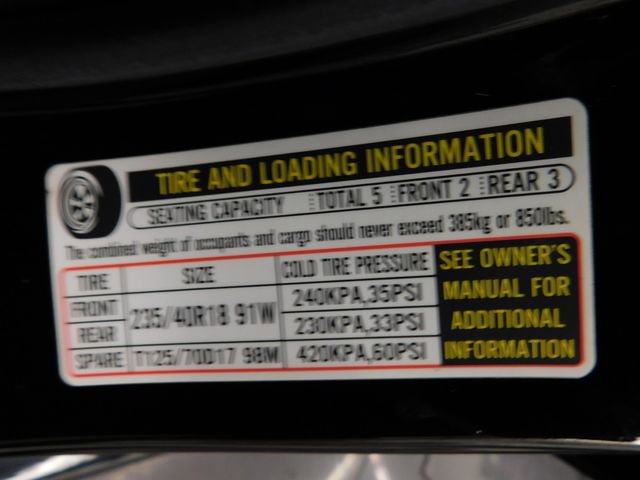 TIRE AND LOADING INFORMATION
SEATING CAPACITY TOTAL 5 FRONT 2 REAR 3
The combined weight of occupants and cargo should never exceed 385kg or 850lbs.
TIRE SIZE COLD TIRE PRESSURE
FRONT 235/40R18 91W 240KPA,35PSI
REAR 230KPA,33PSI
SPARE T125/70D17 98M 420KPA,60PSI
SEE OWNER'S
MANUAL FOR
ADDITIONAL
INFORMATION